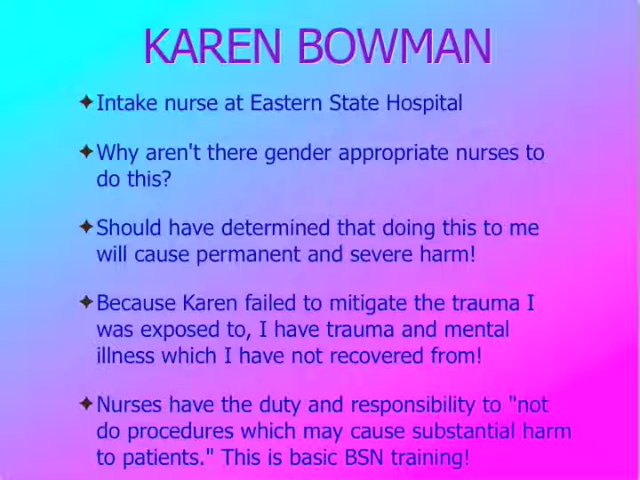 KAREN BOWMAN
✦Intake nurse at Eastern State Hospital
✦Why aren't there gender appropriate nurses to
do this?
✦Should have determined that doing this to me
will cause permanent and severe harm!
✦Because Karen failed to mitigate the trauma I
was exposed to, I have trauma and mental
illness which I have not recovered from!
✦Nurses have the duty and responsibility to "not
do procedures which may cause substantial harm
to patients." This is basic BSN training!